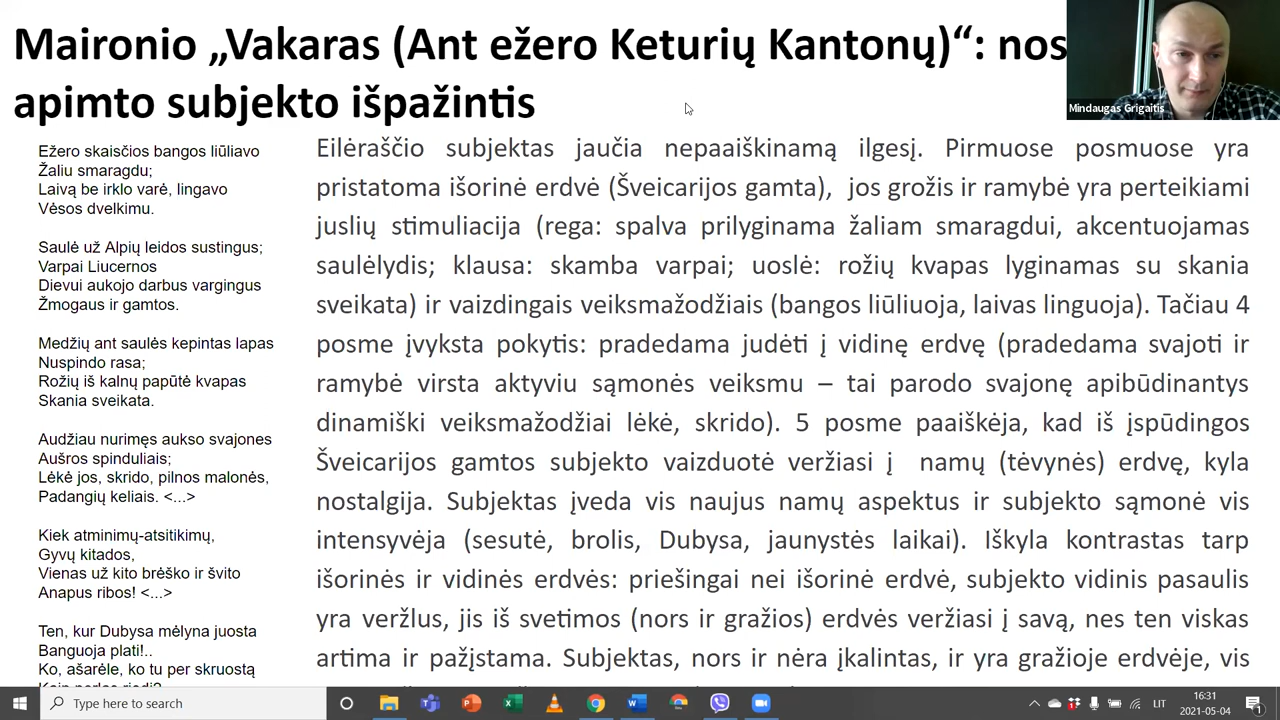 Maironio „Vakaras (Ant ežero Keturių Kantonų)“: nos
apimto subjekto išpažintis
Mindaugas Grigaitis
Ežero skaisčios bangos liūliavo
Žaliu smaragdu;
Laivą be irklo varė, lingavo
Vėsos dvelkimu.
Saulė už Alpių leidos sustingus;
Varpai Liucernos
Dievui aukojo darbus vargingus
Žmogaus ir gamtos.
Medžių ant saulės kepintas lapas
Nuspindo rasa;
Rožių iš kalnų papūtė kvapas
Skania sveikata.
Audžiau nurimęs aukso svajones
Aušros spinduliais;
Lėkė jos, skrido, pilnos malonės,
Padangių keliais. <...>
Kiek atminimų-atsitikimų,
Gyvų kitados,
Vienas už kito brėško ir švito
Anapus ribos! <...>
Ten, kur Dubysa mėlyna juosta
Banguoja plati!..
Ko, ašarėle, ko tu per skruostą
Eilėraščio subjektas jaučia nepaaiškinamą ilgesį. Pirmuose posmuose yra
pristatoma išorinė erdvė (Šveicarijos gamta), jos grožis ir ramybė yra perteikiami
juslių stimuliacija (rega: spalva prilyginama žaliam smaragdui, akcentuojamas
saulėlydis; klausa: skamba varpai; uoslė: rožių kvapas lyginamas su skania
sveikata) ir vaizdingais veiksmažodžiais (bangos liūliuoja, laivas linguoja). Tačiau 4
posme įvyksta pokytis: pradedama judėti į vidinę erdvę (pradedama svajoti ir
ramybė virsta aktyviu sąmonės veiksmu – tai parodo svajonę apibūdinantys
dinamiški veiksmažodžiai lėkė, skrido). 5 posme paaiškėja, kad iš įspūdingos
Šveicarijos gamtos subjekto vaizduotė veržiasi į namų (tėvynės) erdvę, kyla
nostalgija. Subjektas įveda vis naujus namų aspektus ir subjekto sąmonė vis
intensyvėja (sesutė, brolis, Dubysa, jaunystės laikai). Iškyla kontrastas tarp
išorinės ir vidinės erdvės: priešingai nei išorinė erdvė, subjekto vidinis pasaulis
yra veržlus, jis iš svetimos (nors ir gražios) erdvės veržiasi į savą, nes ten viskas
artima ir pažįstama. Subjektas, nors ir nėra įkalintas, ir yra gražioje erdvėje, vis
Type here to search
LIT
16:31
2021-05-04